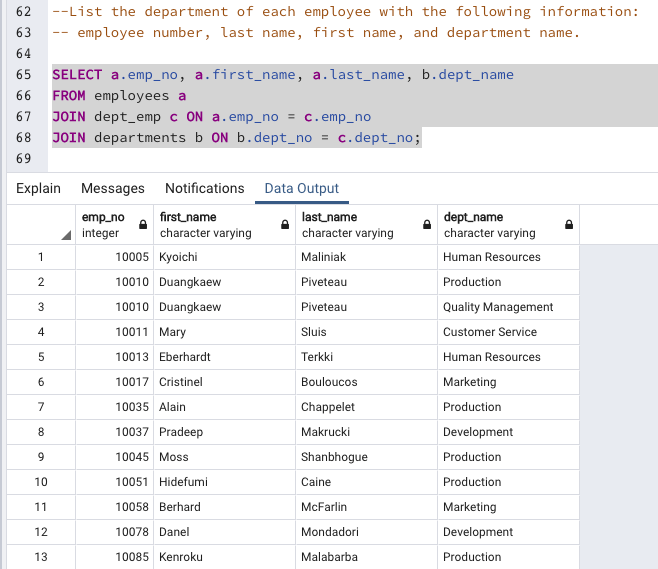 62 --List the department of each employee with the following information:
63 -- employee number, last name, first name, and department name.
64
65 SELECT a.emp_no, a.first_name, a.last_name, b.dept_name
66 FROM employees a
67 JOIN dept_emp c ON a.emp_no = c.emp_no
68 JOIN departments b ON b.dept_no = c.dept_no;
69
Explain Messages Notifications Data Output
emp_no first_name last_name dept_name
integer character varying character varying character varying
1 10005 Kyoichi Maliniak Human Resources
2 10010 Duangkaew Piveteau Production
3 10010 Duangkaew Piveteau Quality Management
4 10011 Mary Sluis Customer Service
5 10013 Eberhardt Terkki Human Resources
6 10017 Cristinel Bouloucos Marketing
7 10035 Alain Chappelet Production
8 10037 Pradeep Makrucki Development
9 10045 Moss Shanbhogue Production
10 10051 Hidefumi Caine Production
11 10058 Berhard McFarlin Marketing
12 10078 Danel Mondadori Development
13 10085 Kenroku Malabarba Production